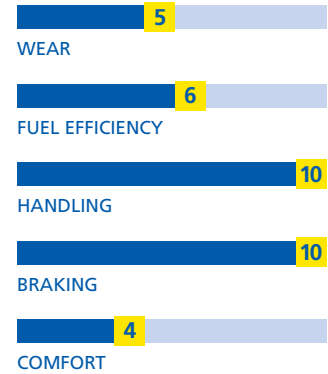 5
WEAR
6
FUEL EFFICIENCY
10
HANDLING
10
BRAKING
4
COMFORT